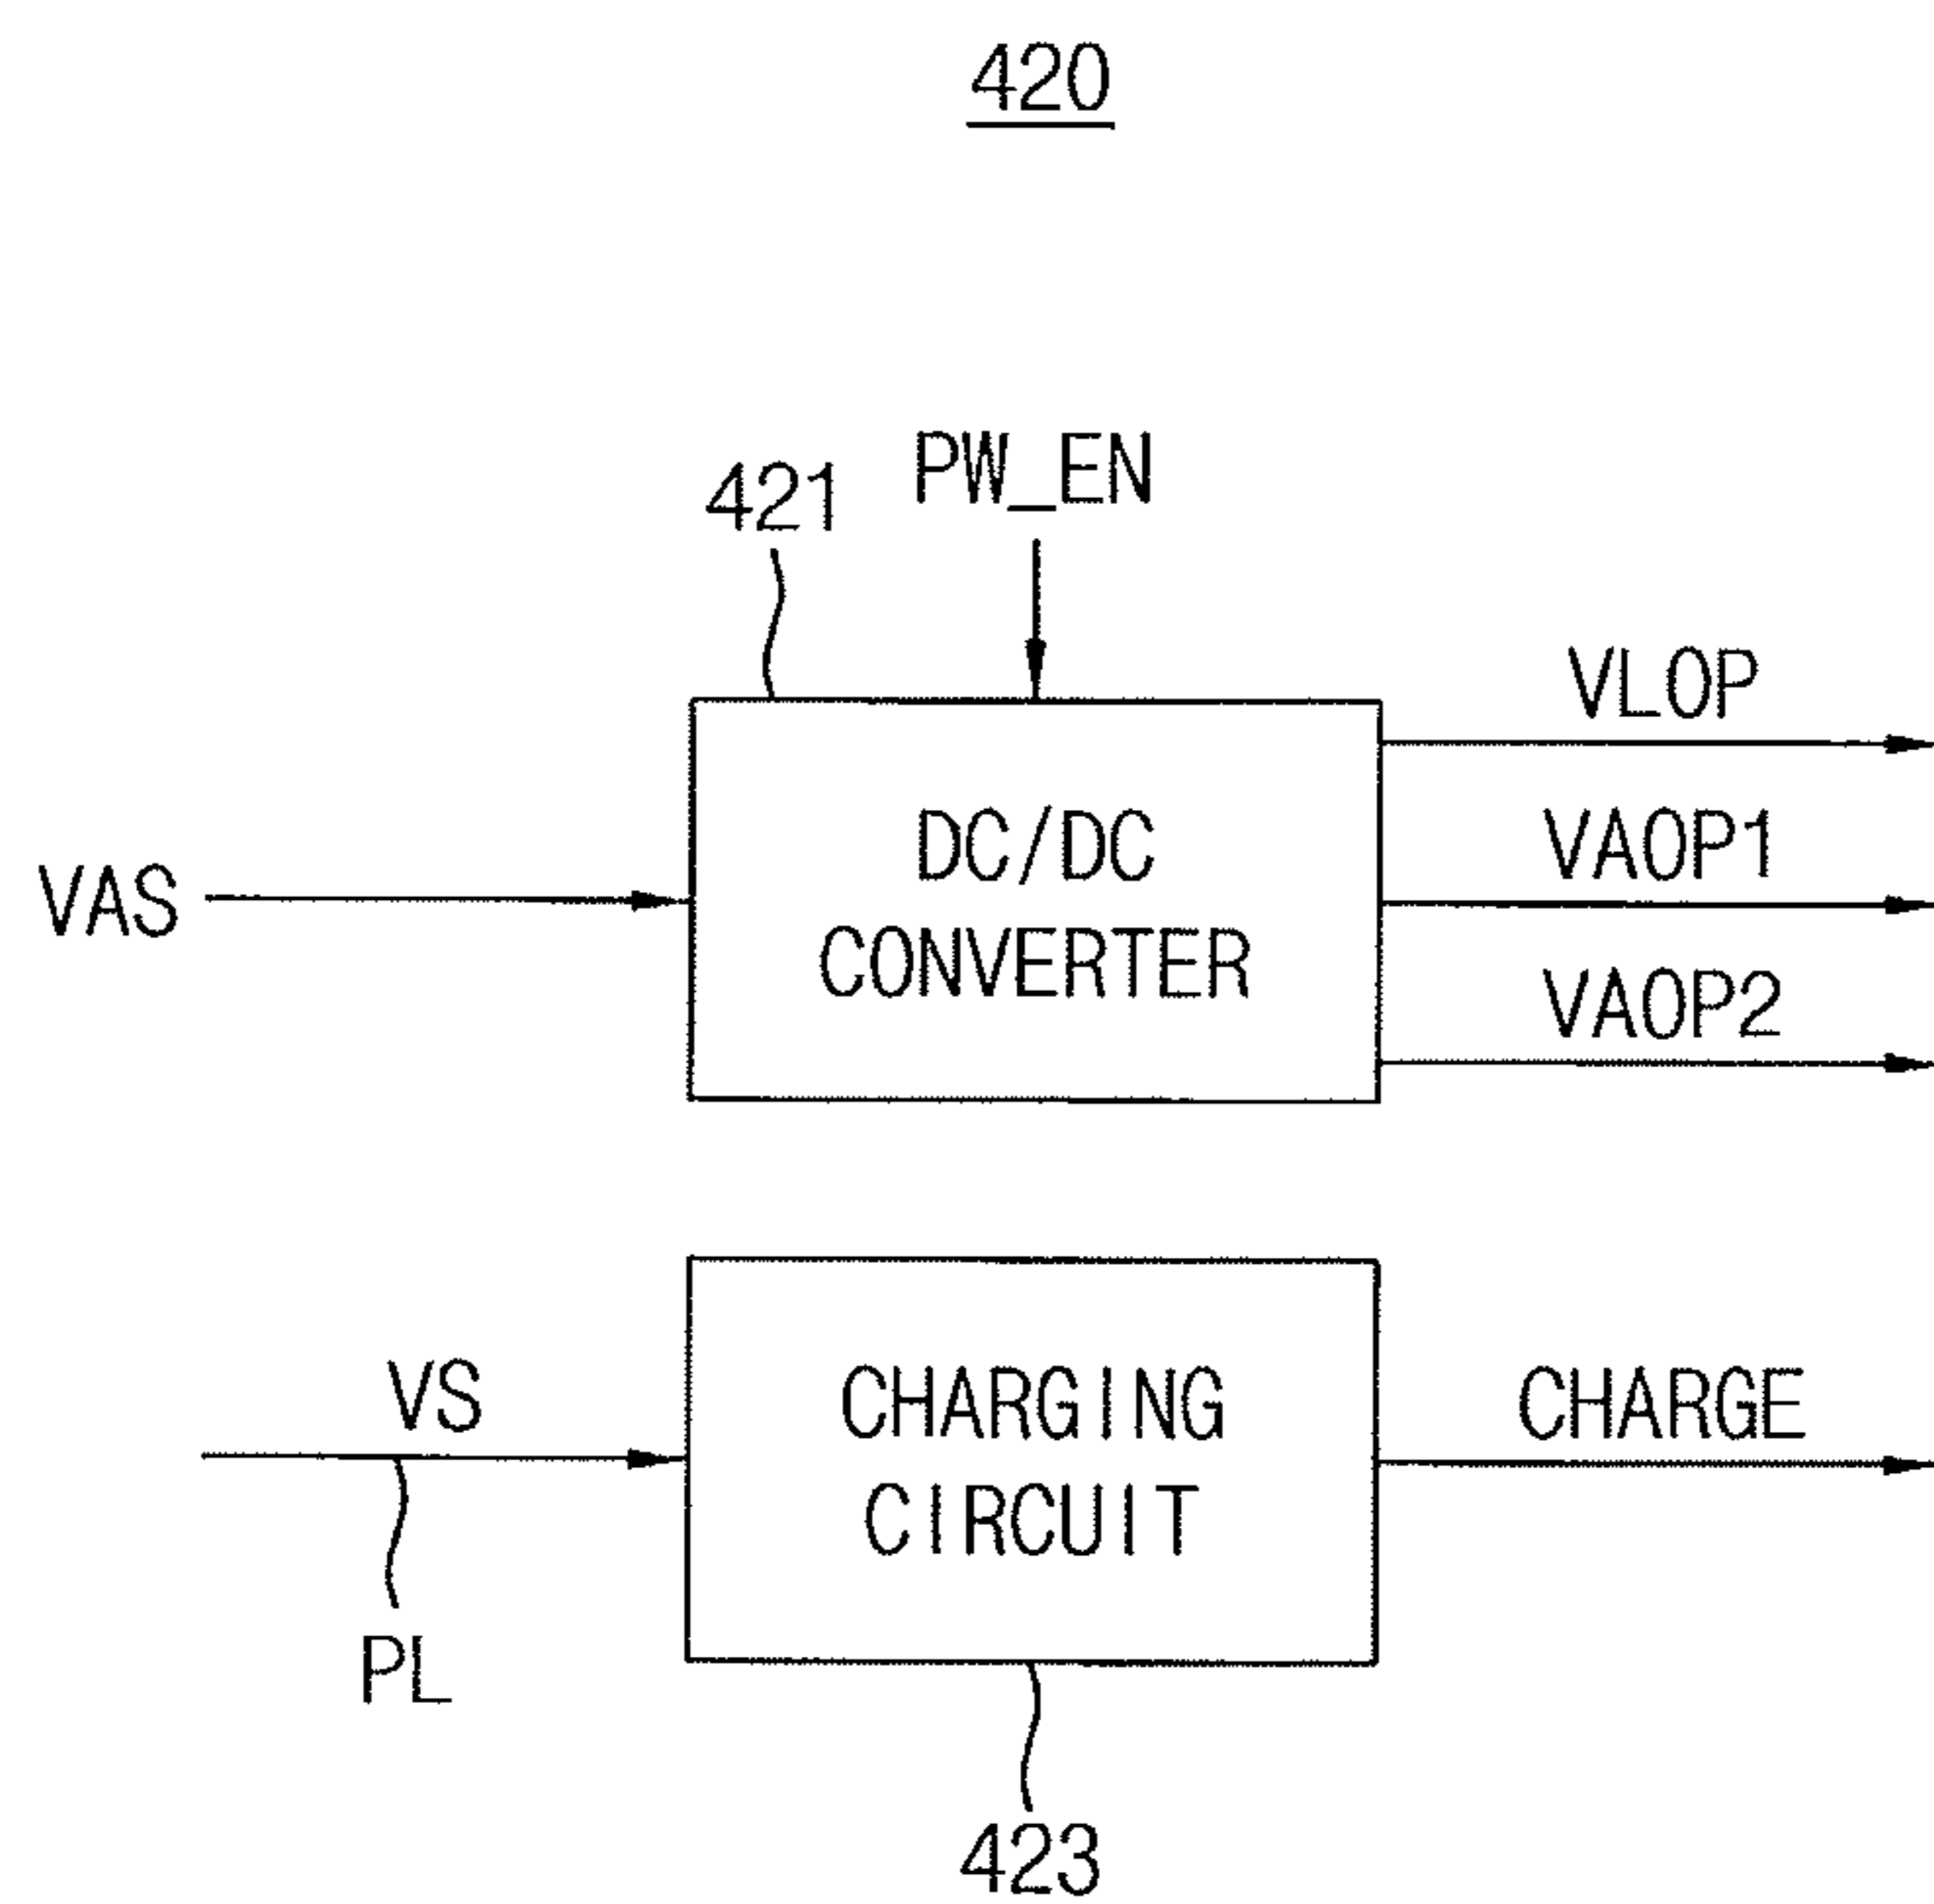 420
PW_EN
421
VLOP
DC/DC
VAOP1
VAS
CONVERTER
VAOP2
VS
CHARGING
CHARGE
CIRCUIT
PL
423